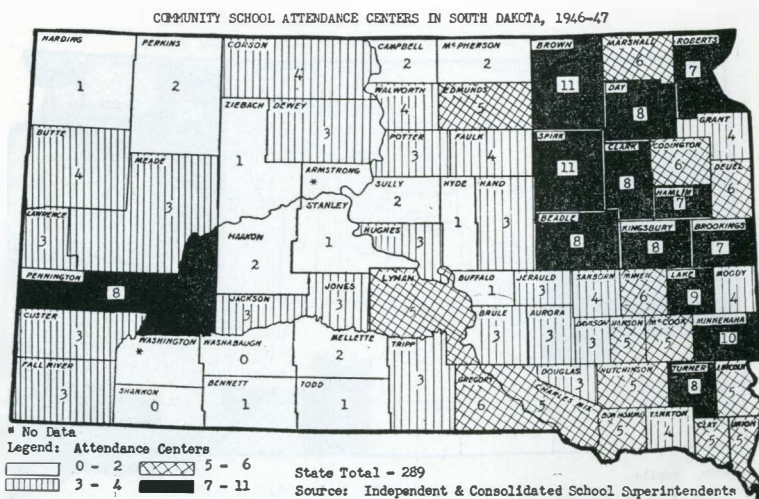 COMMUNITY SCHOOL ATTENDANCE CENTERS IN SOUTH DAKOTA, 1946-47
HARDING
1
PERKINS
2
CORSON
4
CAMPBELL
2
McPHERSON
2
BROWN
11
MARSHALL
6
ROBERTS
7
ZIEBACH
1
DEWEY
3
WALWORTH
4
EDMUNDS
5
DAY
8
GRANT
4
BUTTE
4
MEADE
3
ARMSTRONG
*
POTTER
3
FAULK
4
SPINK
11
CLARK
8
CODINGTON
6
DEUEL
6
HAMLIN
7
LAWRENCE
3
STANLEY
1
SULLY
2
HYDE
1
HAND
3
HAAKON
2
HUGHES
3
BEADLE
8
KINGSBURY
8
BROOKINGS
7
PENNINGTON
8
JACKSON
3
JONES
3
LYMAN
5
BUFFALO
1
JERAULD
3
SANBORN
4
MINER
6
LAKE
9
MOODY
4
CUSTER
3
WASHINGTON
*
WASHABAUGH
0
MELLETTE
2
TRIPP
3
BRULE
3
AURORA
3
DAVISON
3
HANSON
5
McCOOK
5
MINNEHAHA
10
FALL RIVER
3
SHANNON
0
BENNETT
1
TODD
1
GREGORY
6
CHARLES MIX
5
DOUGLAS
3
HUTCHINSON
5
TURNER
8
LINCOLN
5
BON HOMME
5
YANKTON
4
CLAY
5
UNION
5
* No Data
Legend: Attendance Centers
0 - 2
5 - 6
3 - 4
7 - 11
State Total - 289
Source: Independent & Consolidated School Superintendents